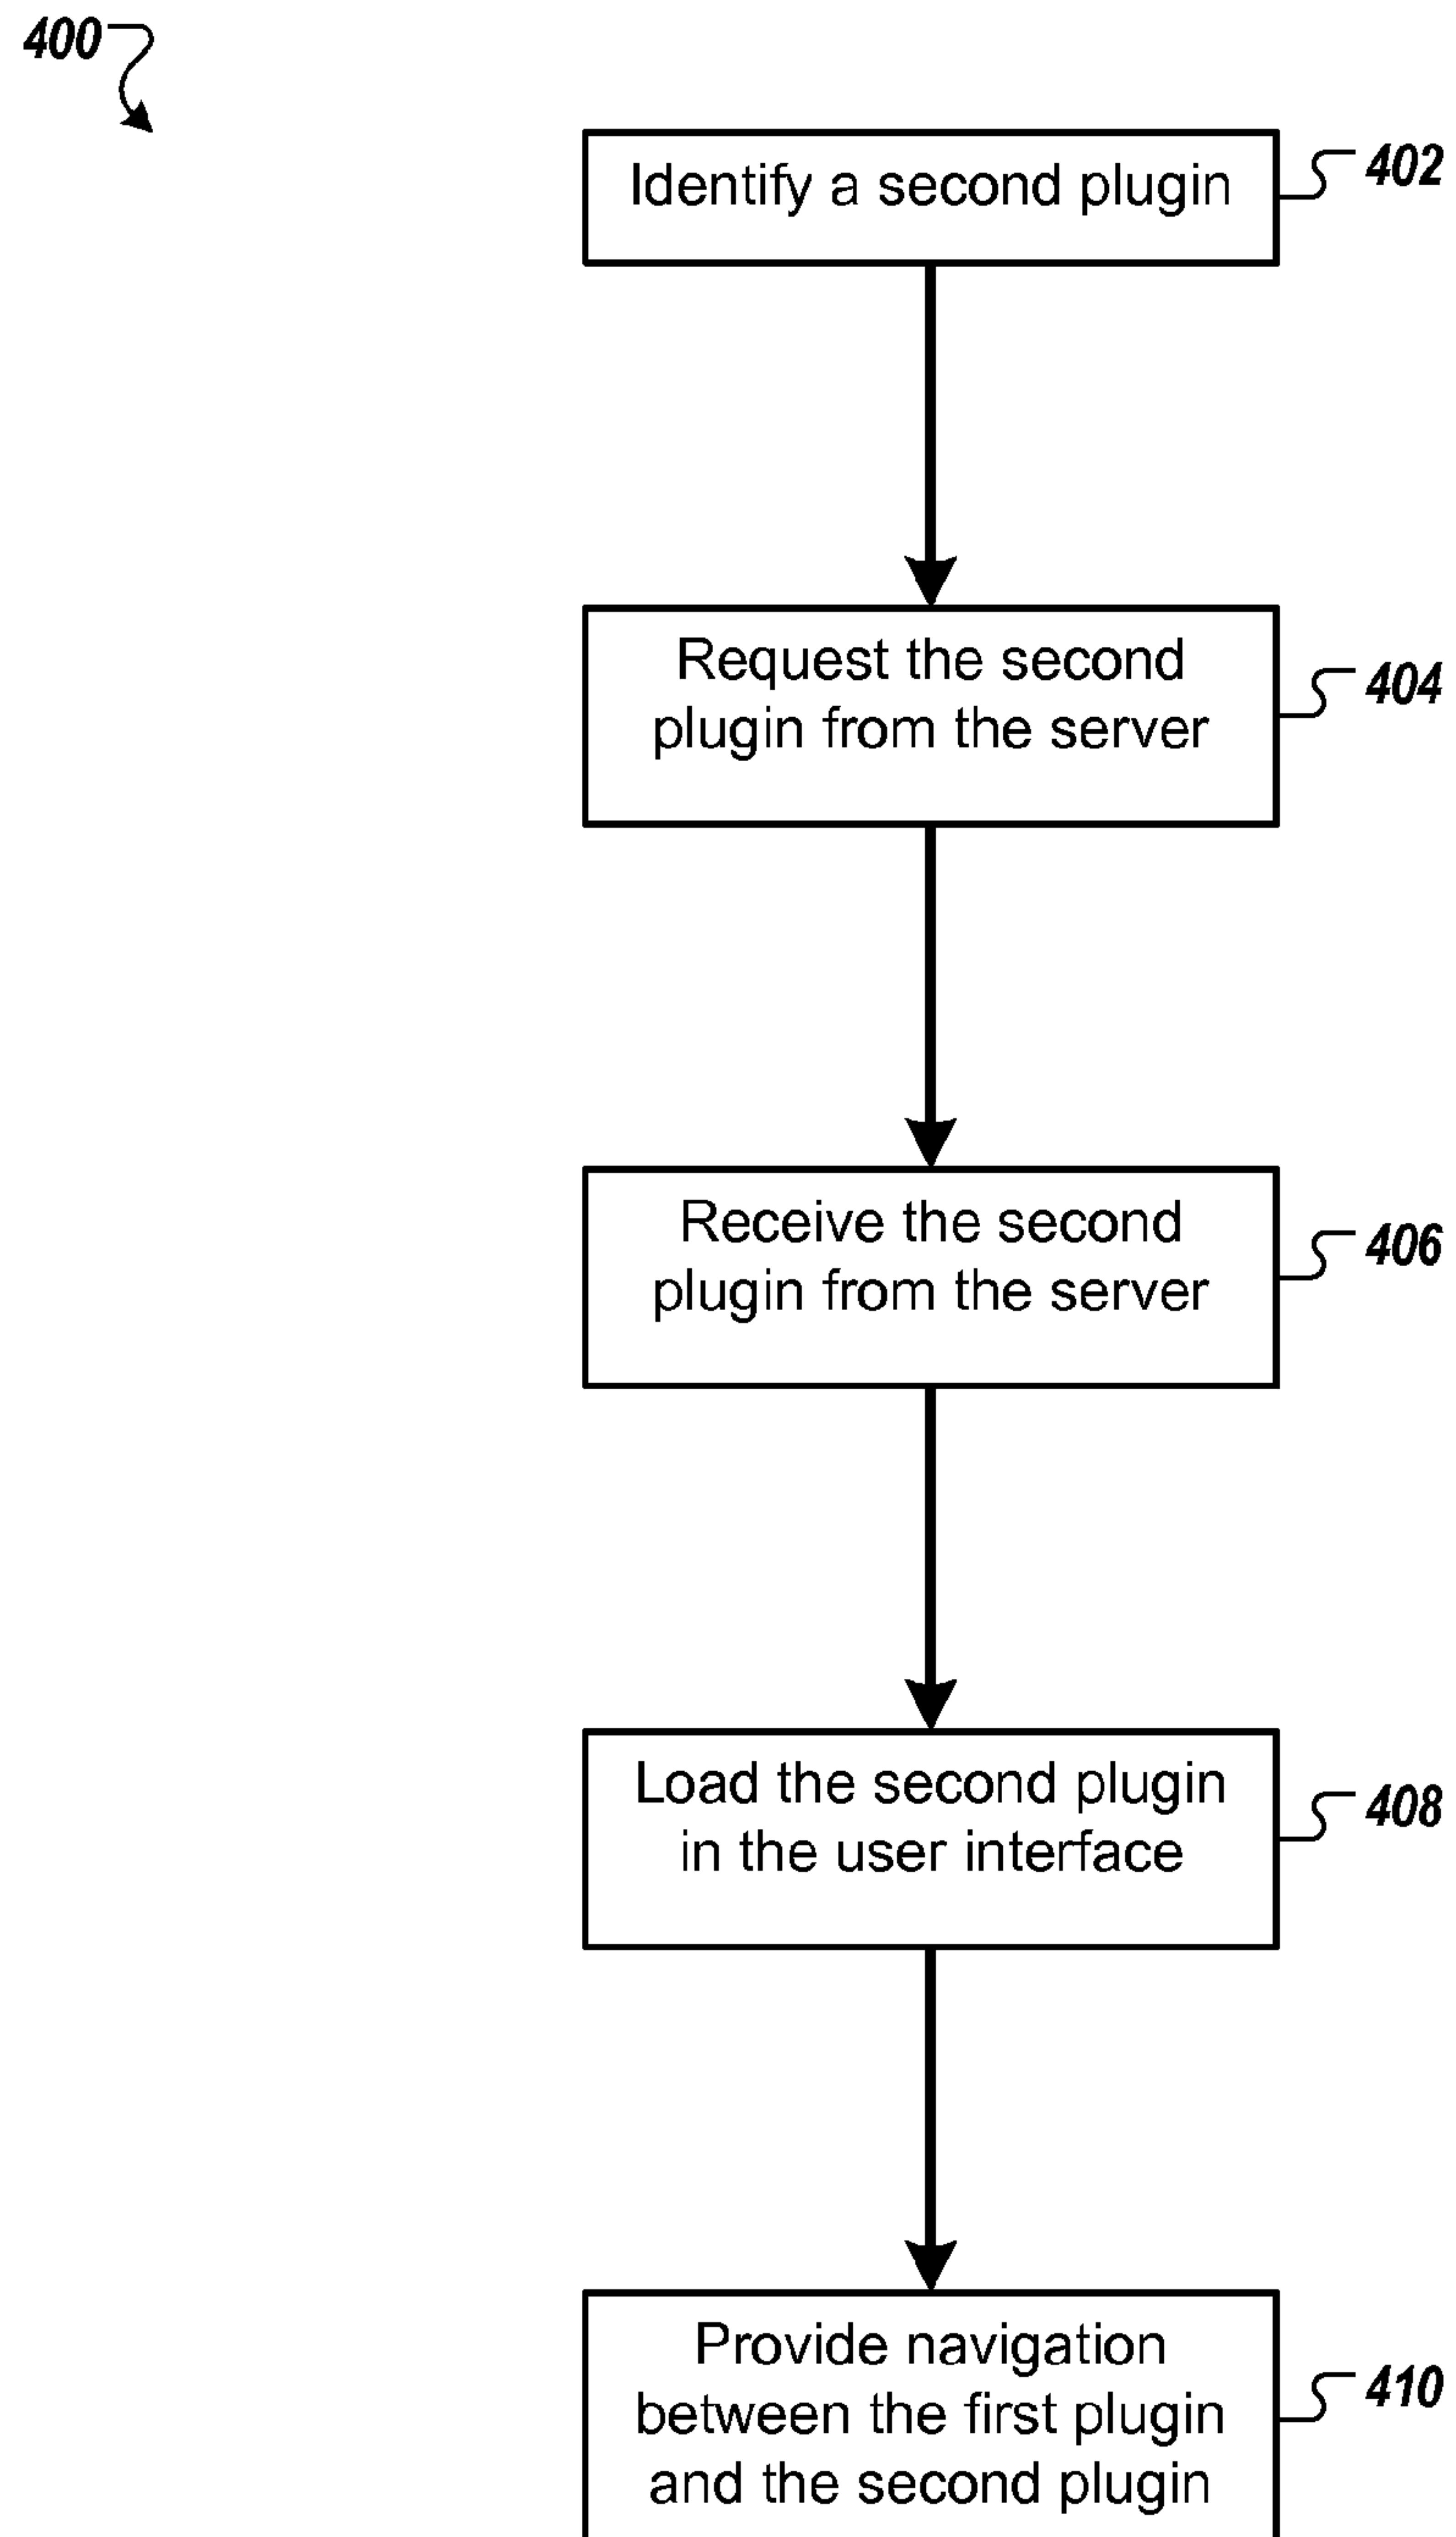 400
Identify a second plugin
402
Request the second
plugin from the server
404
Receive the second
plugin from the server
406
Load the second plugin
in the user interface
408
Provide navigation
between the first plugin
and the second plugin
410